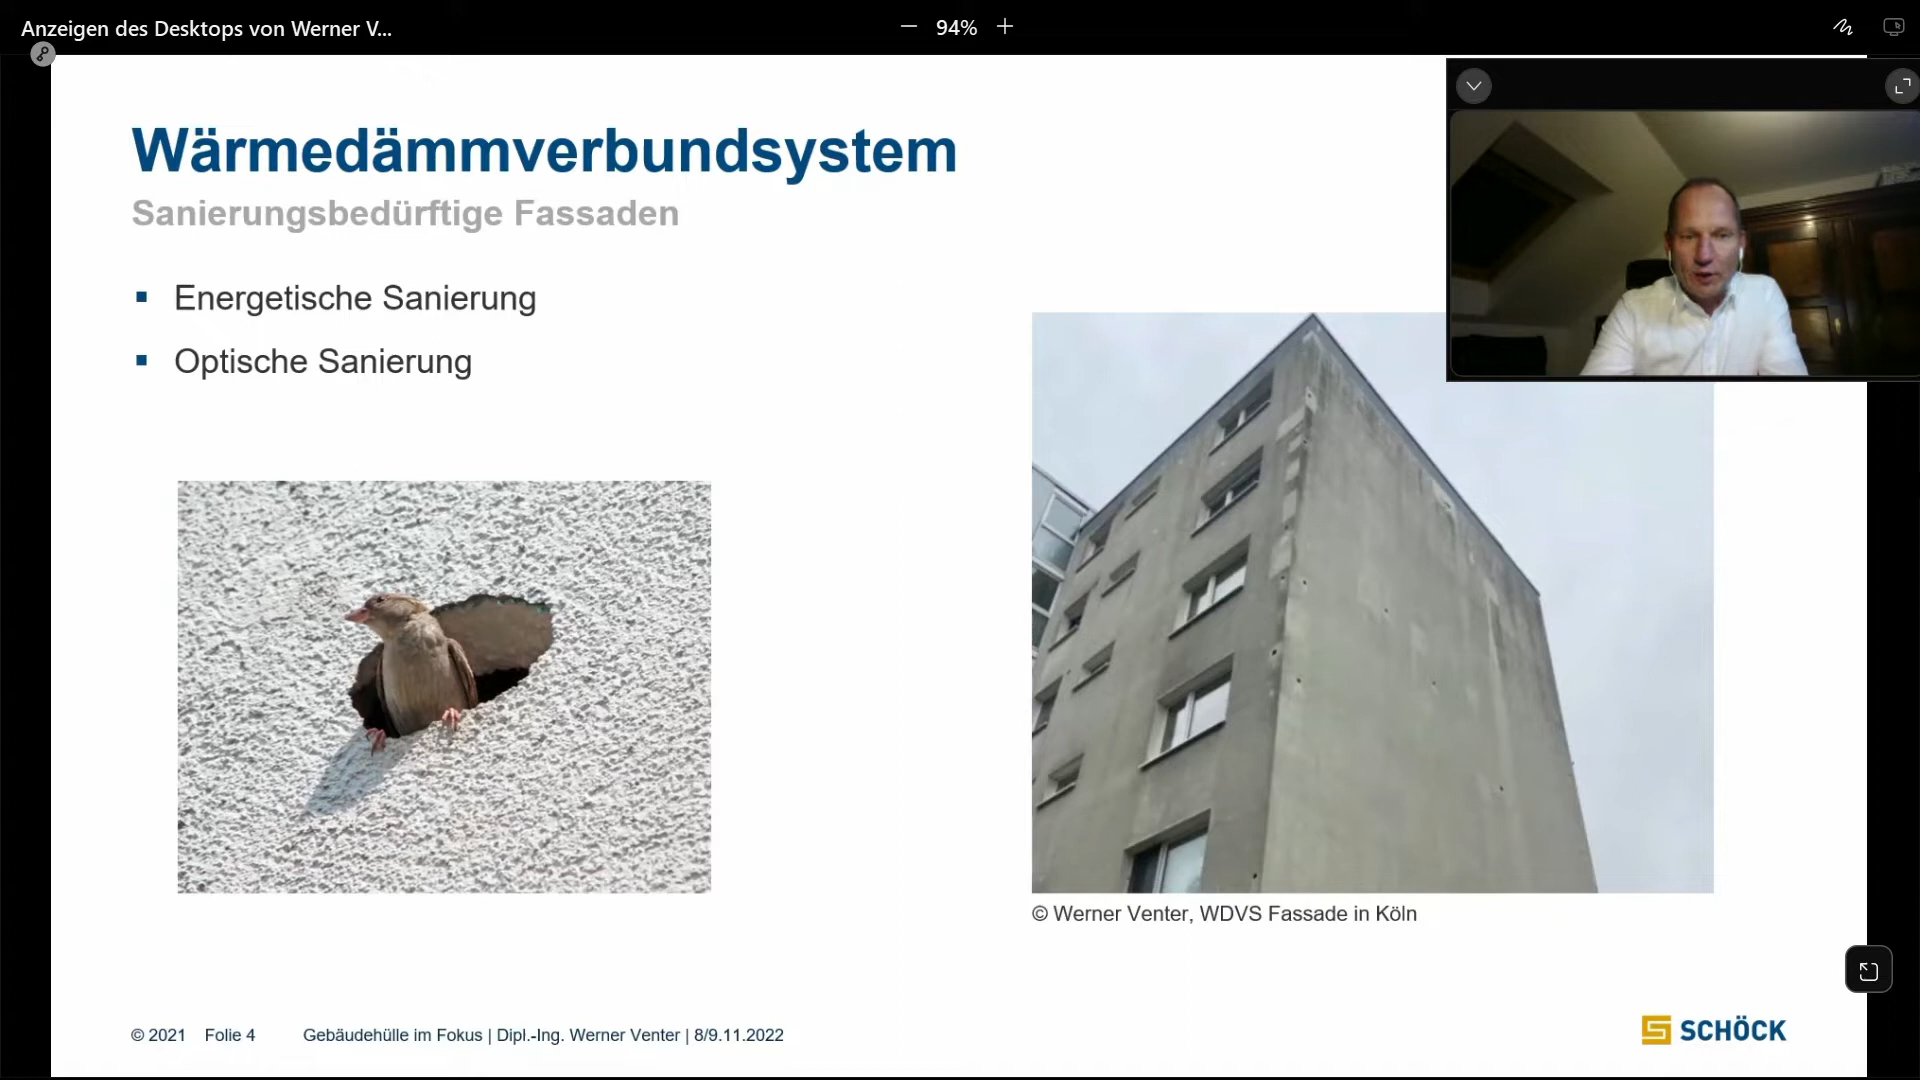 Anzeigen des Desktops von Werner V...
94%
Wärmedämmverbundsystem
Sanierungsbedürftige Fassaden
Energetische Sanierung
Optische Sanierung
© Werner Venter, WDVS Fassade in Köln
© 2021 Folie 4 Gebäudehülle im Fokus | Dipl.-Ing. Werner Venter | 8/9.11.2022
SCHÖCK